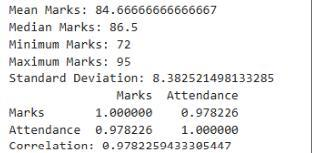 Mean Marks: 84.66666666666667
Median Marks: 86.5
Minimum Marks: 72
Maximum Marks: 95
Standard Deviation: 8.382521498133285
Marks Attendance
Marks 1.000000 0.978226
Attendance 0.978226 1.000000
Correlation: 0.9782259433305447